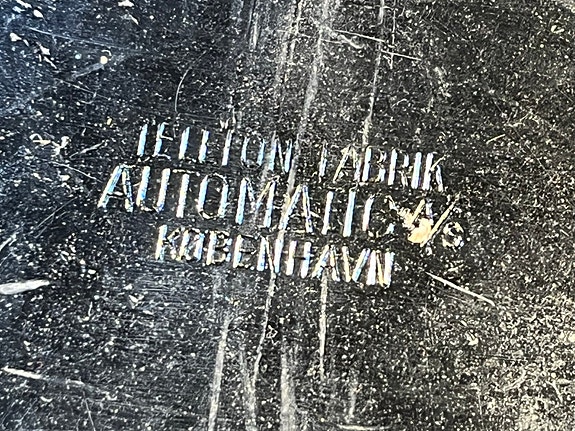 TELEFON FABRIK
AUTOMATIC A/S
KØBENHAVN